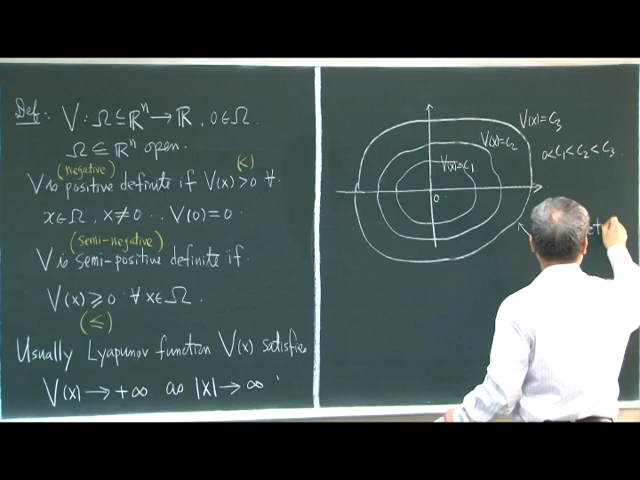 Def: V: Ω⊆ℝⁿ→ℝ, 0∈Ω.
Ω⊆ℝⁿ open.
(negative) (<)
V is positive definite if V(x)>0 ∀
x∈Ω, x≠0, V(0)=0.
(semi-negative)
V is semi-positive definite if
V(x)⩾0 ∀ x∈Ω.
(≤)
Usually Lyapunov function V(x) satisfies
V(x)→+∞ as |x|→∞.
V(x)=C₃
V(x)=C₂
V(x)=C₁
0<C₁<C₂<C₃.
0